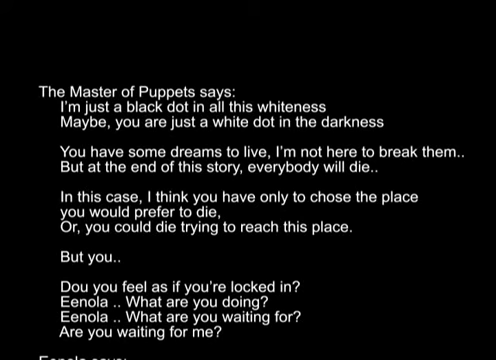 The Master of Puppets says:
I'm just a black dot in all this whiteness
Maybe, you are just a white dot in the darkness
You have some dreams to live, I'm not here to break them..
But at the end of this story, everybody will die..
In this case, I think you have only to chose the place
you would prefer to die,
Or, you could die trying to reach this place.
But you..
Dou you feel as if you're locked in?
Eenola .. What are you doing?
Eenola .. What are you waiting for?
Are you waiting for me?
Eenola says: